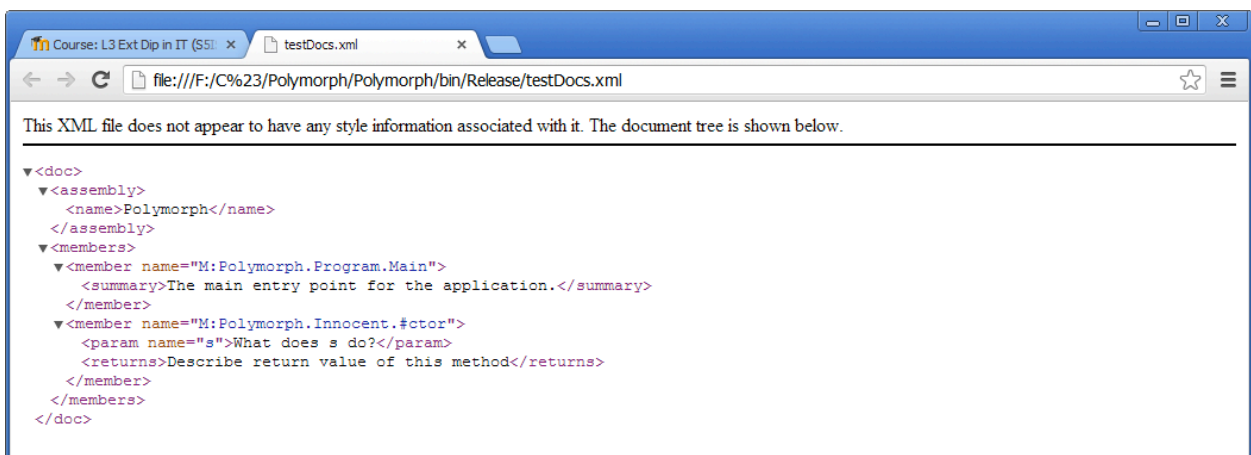 Course: L3 Ext Dip in IT (S5I:
testDocs.xml
file:///F:/C%23/Polymorph/Polymorph/bin/Release/testDocs.xml
This XML file does not appear to have any style information associated with it. The document tree is shown below.
▼<doc>
▼<assembly>
<name>Polymorph</name>
</assembly>
▼<members>
▼<member name="M:Polymorph.Program.Main">
<summary>The main entry point for the application.</summary>
</member>
▼<member name="M:Polymorph.Innocent.#ctor">
<param name="s">What does s do?</param>
<returns>Describe return value of this method</returns>
</member>
</members>
</doc>